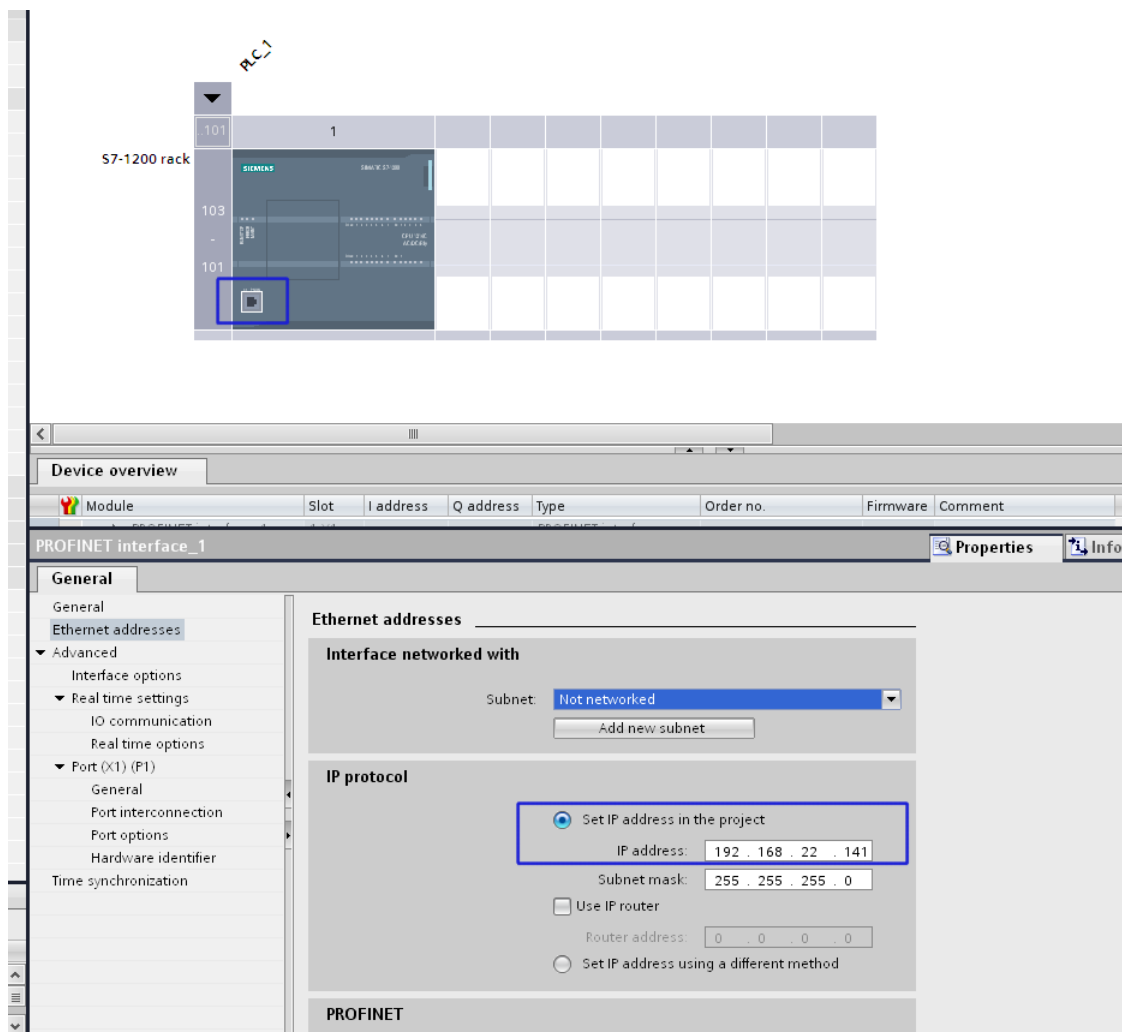 PLC_1
..101
1
S7-1200 rack
SIEMENS
SIMATIC S7-1200
103
-
101
Device overview
Module Slot I address Q address Type Order no. Firmware Comment
PROFINET interface_1
Properties
Info
General
General
Ethernet addresses
Advanced
Interface options
Real time settings
IO communication
Real time options
Port (X1) (P1)
General
Port interconnection
Port options
Hardware identifier
Time synchronization
Ethernet addresses
Interface networked with
Subnet: Not networked
Add new subnet
IP protocol
Set IP address in the project
IP address: 192 . 168 . 22 . 141
Subnet mask: 255 . 255 . 255 . 0
Use IP router
Router address: 0 . 0 . 0 . 0
Set IP address using a different method
PROFINET